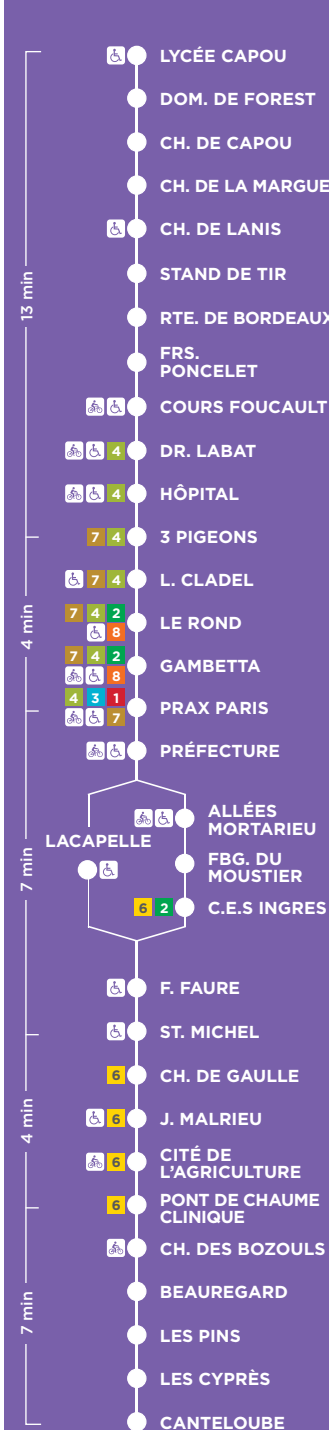 LYCÉE CAPOU
DOM. DE FOREST
CH. DE CAPOU
CH. DE LA MARGUE
CH. DE LANIS
STAND DE TIR
13 min
RTE. DE BORDEAUX
FRS.
PONCELET
COURS FOUCAULT
4 DR. LABAT
4 HÔPITAL
7 4 3 PIGEONS
7 4 L. CLADEL
4 min
7 4 2
8
LE ROND
7 4 2
8
GAMBETTA
4 3 1
7
PRAX PARIS
PRÉFECTURE
ALLÉES
MORTARIEU
LACAPELLE
7 min
FBG. DU
MOUSTIER
6 2 C.E.S INGRES
F. FAURE
ST. MICHEL
6 CH. DE GAULLE
4 min
6 J. MALRIEU
6 CITÉ DE
L'AGRICULTURE
6 PONT DE CHAUME
CLINIQUE
CH. DES BOZOULS
BEAUREGARD
7 min
LES PINS
LES CYPRÈS
CANTELOUBE